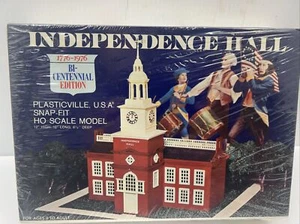 INDEPENDENCE HALL
1776-1976
BI-
CENTENNIAL
EDITION
PLASTICVILLE, U.S.A.
SNAP-FIT
HO SCALE MODEL